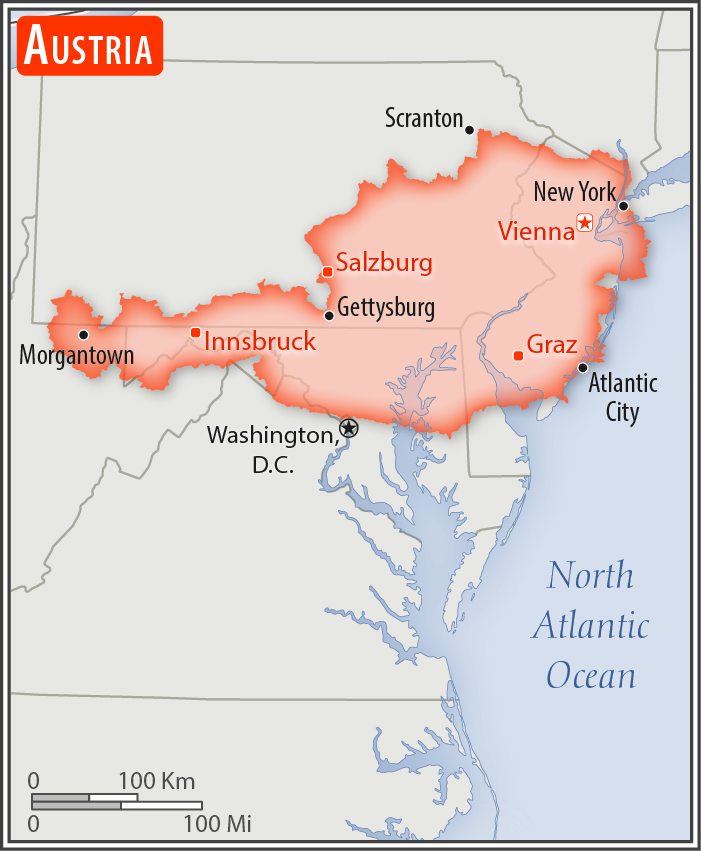 AUSTRIA
Scranton
New York
Vienna
Salzburg
Gettysburg
Innsbruck
Morgantown
Graz
Atlantic
City
Washington,
D.C.
North
Atlantic
Ocean
0 100 Km
0 100 Mi